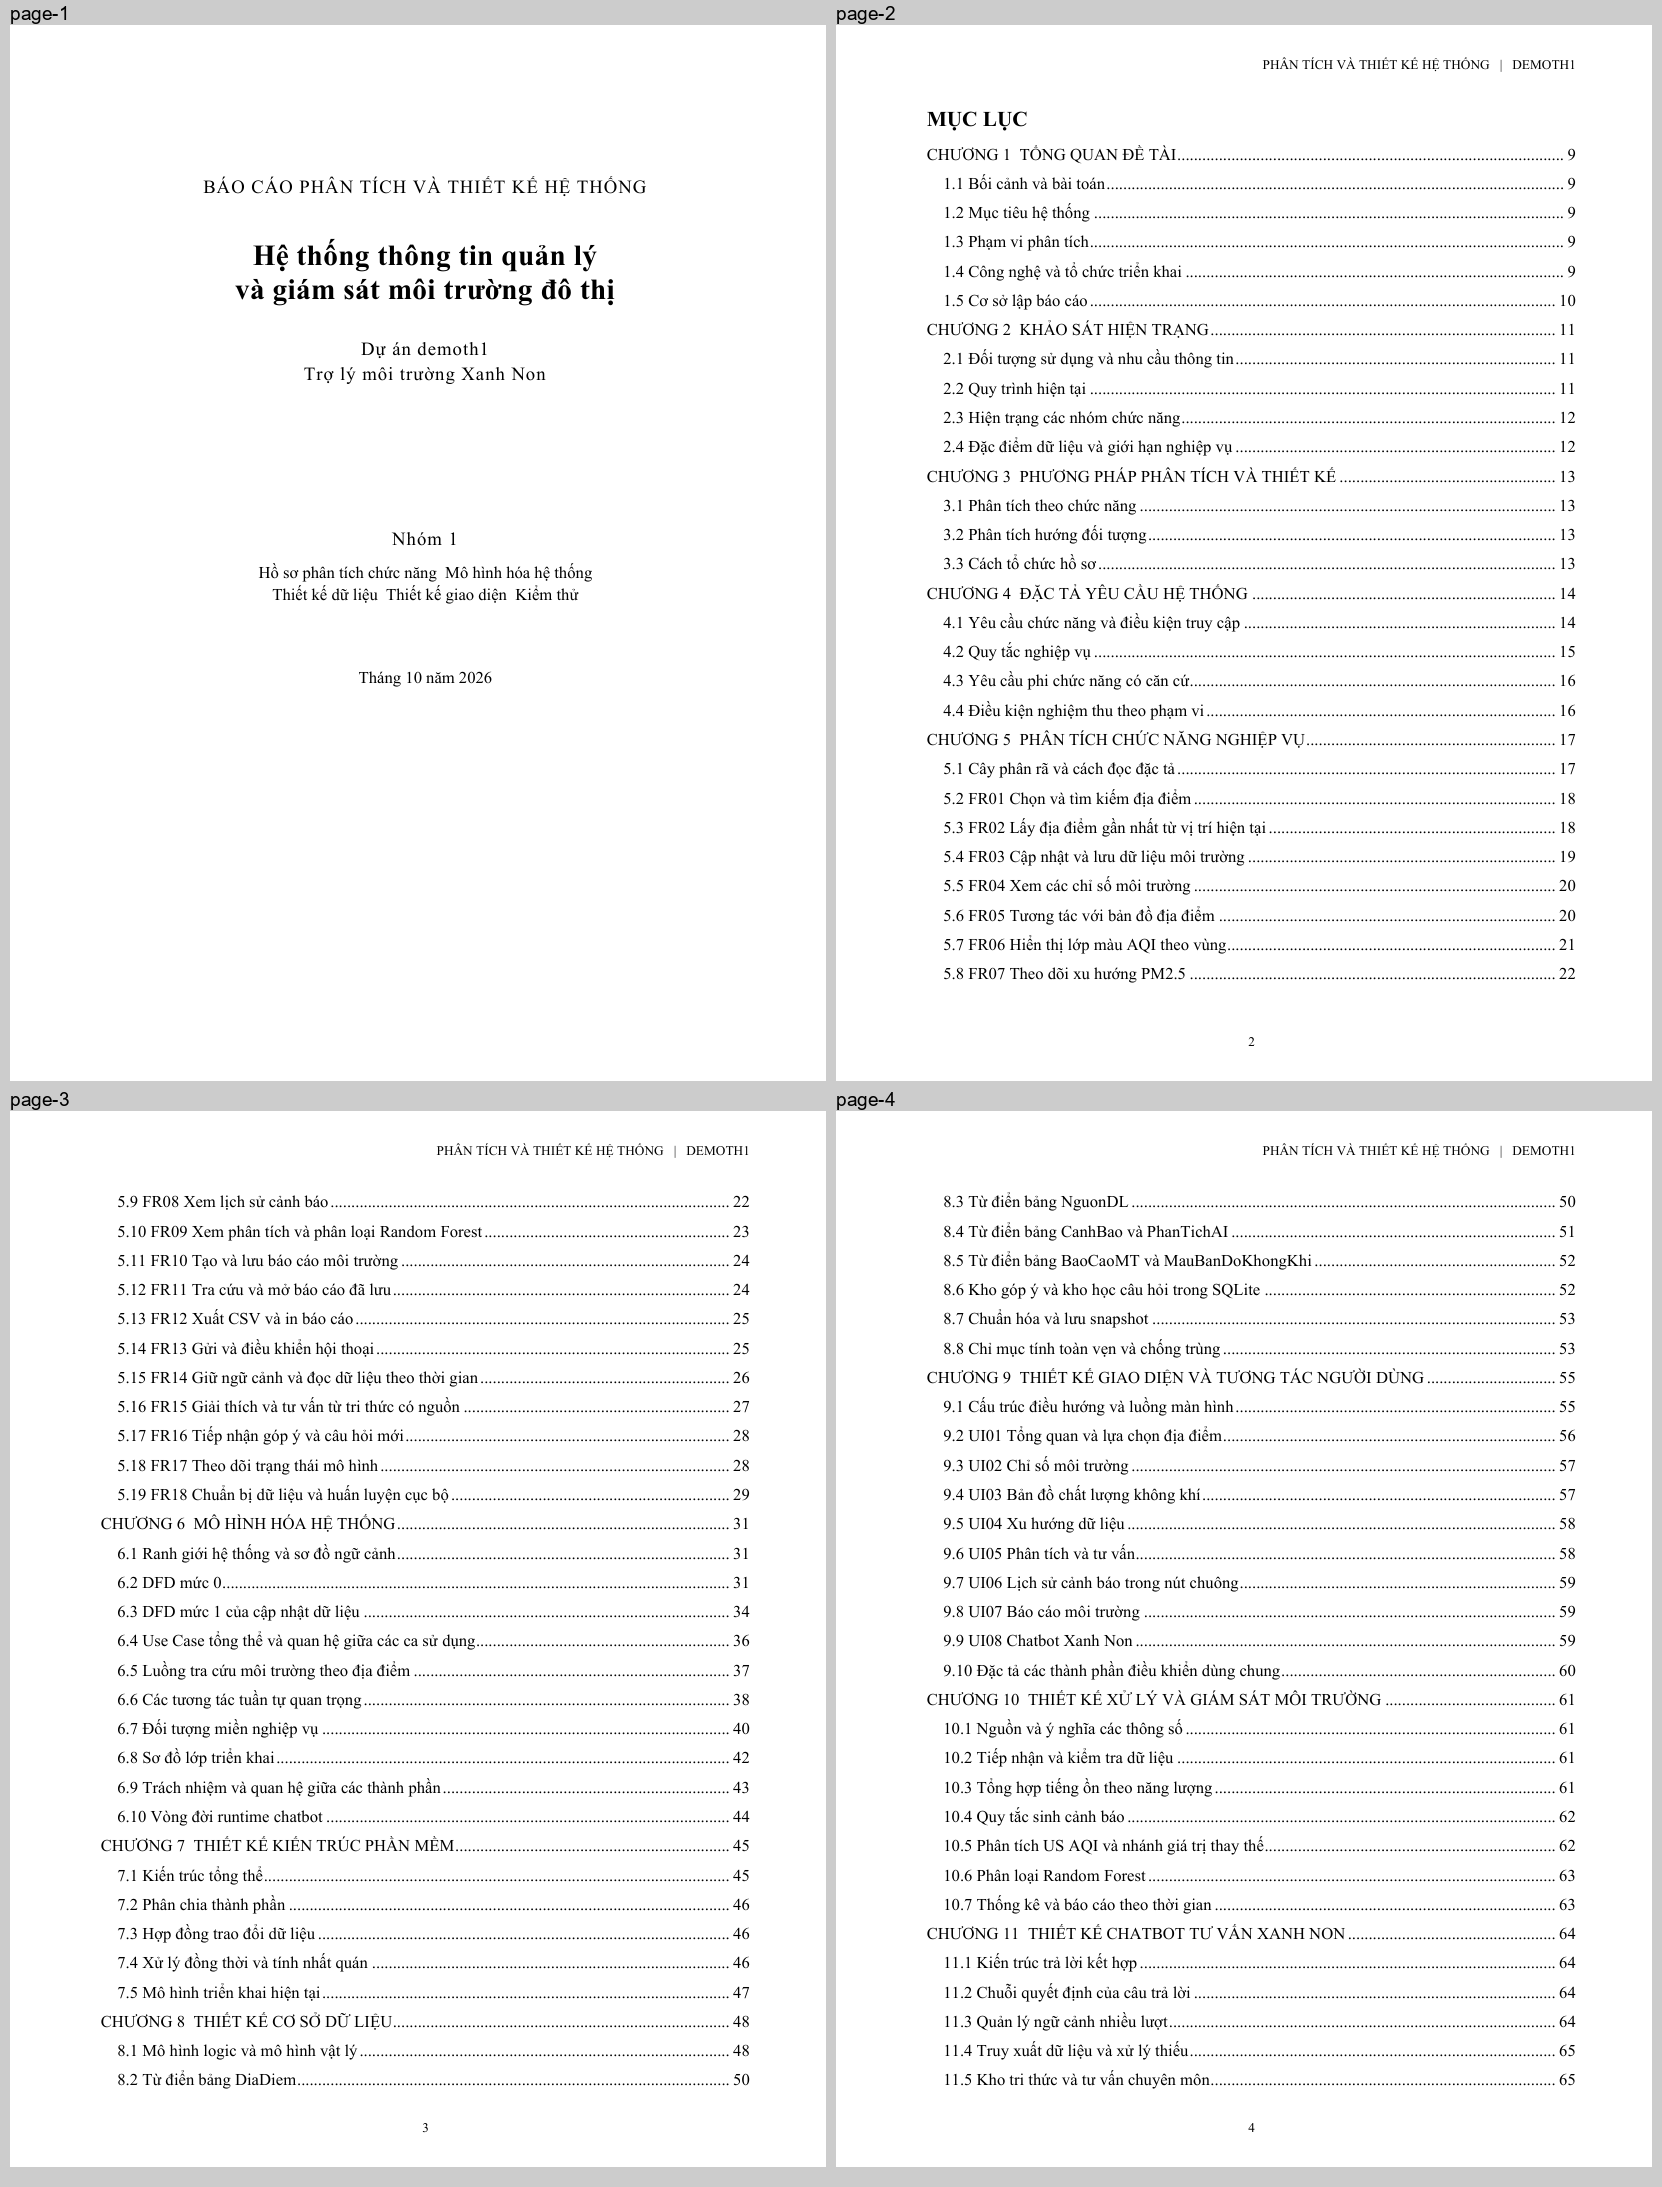 page-1
BÁO CÁO PHÂN TÍCH VÀ THIẾT KẾ HỆ THỐNG
Hệ thống thông tin quản lý
và giám sát môi trường đô thị
Dự án demoth1
Trợ lý môi trường Xanh Non
Nhóm 1
Hồ sơ phân tích chức năng  Mô hình hóa hệ thống
Thiết kế dữ liệu  Thiết kế giao diện  Kiểm thử
Tháng 10 năm 2026
page-2
PHÂN TÍCH VÀ THIẾT KẾ HỆ THỐNG | DEMOTH1
MỤC LỤC
CHƯƠNG 1  TỔNG QUAN ĐỀ TÀI 9
1.1 Bối cảnh và bài toán 9
1.2 Mục tiêu hệ thống 9
1.3 Phạm vi phân tích 9
1.4 Công nghệ và tổ chức triển khai 9
1.5 Cơ sở lập báo cáo 10
CHƯƠNG 2  KHẢO SÁT HIỆN TRẠNG 11
2.1 Đối tượng sử dụng và nhu cầu thông tin 11
2.2 Quy trình hiện tại 11
2.3 Hiện trạng các nhóm chức năng 12
2.4 Đặc điểm dữ liệu và giới hạn nghiệp vụ 12
CHƯƠNG 3  PHƯƠNG PHÁP PHÂN TÍCH VÀ THIẾT KẾ 13
3.1 Phân tích theo chức năng 13
3.2 Phân tích hướng đối tượng 13
3.3 Cách tổ chức hồ sơ 13
CHƯƠNG 4  ĐẶC TẢ YÊU CẦU HỆ THỐNG 14
4.1 Yêu cầu chức năng và điều kiện truy cập 14
4.2 Quy tắc nghiệp vụ 15
4.3 Yêu cầu phi chức năng có căn cứ 16
4.4 Điều kiện nghiệm thu theo phạm vi 16
CHƯƠNG 5  PHÂN TÍCH CHỨC NĂNG NGHIỆP VỤ 17
5.1 Cây phân rã và cách đọc đặc tả 17
5.2 FR01 Chọn và tìm kiếm địa điểm 18
5.3 FR02 Lấy địa điểm gần nhất từ vị trí hiện tại 18
5.4 FR03 Cập nhật và lưu dữ liệu môi trường 19
5.5 FR04 Xem các chỉ số môi trường 20
5.6 FR05 Tương tác với bản đồ địa điểm 20
5.7 FR06 Hiển thị lớp màu AQI theo vùng 21
5.8 FR07 Theo dõi xu hướng PM2.5 22
2
page-3
PHÂN TÍCH VÀ THIẾT KẾ HỆ THỐNG | DEMOTH1
5.9 FR08 Xem lịch sử cảnh báo 22
5.10 FR09 Xem phân tích và phân loại Random Forest 23
5.11 FR10 Tạo và lưu báo cáo môi trường 24
5.12 FR11 Tra cứu và mở báo cáo đã lưu 24
5.13 FR12 Xuất CSV và in báo cáo 25
5.14 FR13 Gửi và điều khiển hội thoại 25
5.15 FR14 Giữ ngữ cảnh và đọc dữ liệu theo thời gian 26
5.16 FR15 Giải thích và tư vấn từ tri thức có nguồn 27
5.17 FR16 Tiếp nhận góp ý và câu hỏi mới 28
5.18 FR17 Theo dõi trạng thái mô hình 28
5.19 FR18 Chuẩn bị dữ liệu và huấn luyện cục bộ 29
CHƯƠNG 6  MÔ HÌNH HÓA HỆ THỐNG 31
6.1 Ranh giới hệ thống và sơ đồ ngữ cảnh 31
6.2 DFD mức 0 31
6.3 DFD mức 1 của cập nhật dữ liệu 34
6.4 Use Case tổng thể và quan hệ giữa các ca sử dụng 36
6.5 Luồng tra cứu môi trường theo địa điểm 37
6.6 Các tương tác tuần tự quan trọng 38
6.7 Đối tượng miền nghiệp vụ 40
6.8 Sơ đồ lớp triển khai 42
6.9 Trách nhiệm và quan hệ giữa các thành phần 43
6.10 Vòng đời runtime chatbot 44
CHƯƠNG 7  THIẾT KẾ KIẾN TRÚC PHẦN MỀM 45
7.1 Kiến trúc tổng thể 45
7.2 Phân chia thành phần 46
7.3 Hợp đồng trao đổi dữ liệu 46
7.4 Xử lý đồng thời và tính nhất quán 46
7.5 Mô hình triển khai hiện tại 47
CHƯƠNG 8  THIẾT KẾ CƠ SỞ DỮ LIỆU 48
8.1 Mô hình logic và mô hình vật lý 48
8.2 Từ điển bảng DiaDiem 50
3
page-4
PHÂN TÍCH VÀ THIẾT KẾ HỆ THỐNG | DEMOTH1
8.3 Từ điển bảng NguonDL 50
8.4 Từ điển bảng CanhBao và PhanTichAI 51
8.5 Từ điển bảng BaoCaoMT và MauBanDoKhongKhi 52
8.6 Kho góp ý và kho học câu hỏi trong SQLite 52
8.7 Chuẩn hóa và lưu snapshot 53
8.8 Chỉ mục tính toàn vẹn và chống trùng 53
CHƯƠNG 9  THIẾT KẾ GIAO DIỆN VÀ TƯƠNG TÁC NGƯỜI DÙNG 55
9.1 Cấu trúc điều hướng và luồng màn hình 55
9.2 UI01 Tổng quan và lựa chọn địa điểm 56
9.3 UI02 Chỉ số môi trường 57
9.4 UI03 Bản đồ chất lượng không khí 57
9.5 UI04 Xu hướng dữ liệu 58
9.6 UI05 Phân tích và tư vấn 58
9.7 UI06 Lịch sử cảnh báo trong nút chuông 59
9.8 UI07 Báo cáo môi trường 59
9.9 UI08 Chatbot Xanh Non 59
9.10 Đặc tả các thành phần điều khiển dùng chung 60
CHƯƠNG 10  THIẾT KẾ XỬ LÝ VÀ GIÁM SÁT MÔI TRƯỜNG 61
10.1 Nguồn và ý nghĩa các thông số 61
10.2 Tiếp nhận và kiểm tra dữ liệu 61
10.3 Tổng hợp tiếng ồn theo năng lượng 61
10.4 Quy tắc sinh cảnh báo 62
10.5 Phân tích US AQI và nhánh giá trị thay thế 62
10.6 Phân loại Random Forest 63
10.7 Thống kê và báo cáo theo thời gian 63
CHƯƠNG 11  THIẾT KẾ CHATBOT TƯ VẤN XANH NON 64
11.1 Kiến trúc trả lời kết hợp 64
11.2 Chuỗi quyết định của câu trả lời 64
11.3 Quản lý ngữ cảnh nhiều lượt 64
11.4 Truy xuất dữ liệu và xử lý thiếu 65
11.5 Kho tri thức và tư vấn chuyên môn 65
4